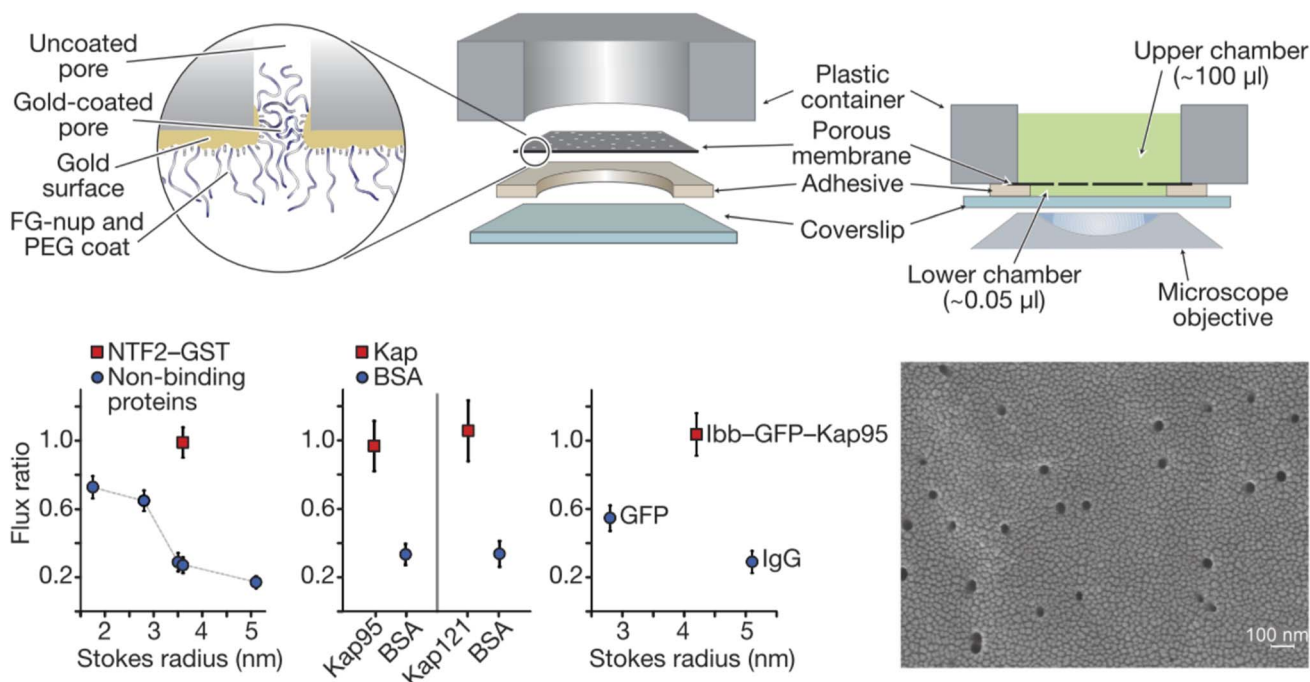 Uncoated
pore
Gold-coated
pore
Gold
surface
FG-nup and
PEG coat
Plastic
container
Porous
membrane
Adhesive
Coverslip
Upper chamber
(~100 µl)
Lower chamber
(~0.05 µl)
Microscope
objective
NTF2–GST
Non-binding
proteins
Flux ratio
1.0
0.6
0.2
2 3 4 5
Stokes radius (nm)
Kap
BSA
1.0
0.6
0.2
Kap95
BSA
Kap121
BSA
1.0
0.6
0.2
Ibb–GFP–Kap95
GFP
IgG
3 4 5
Stokes radius (nm)
100 nm